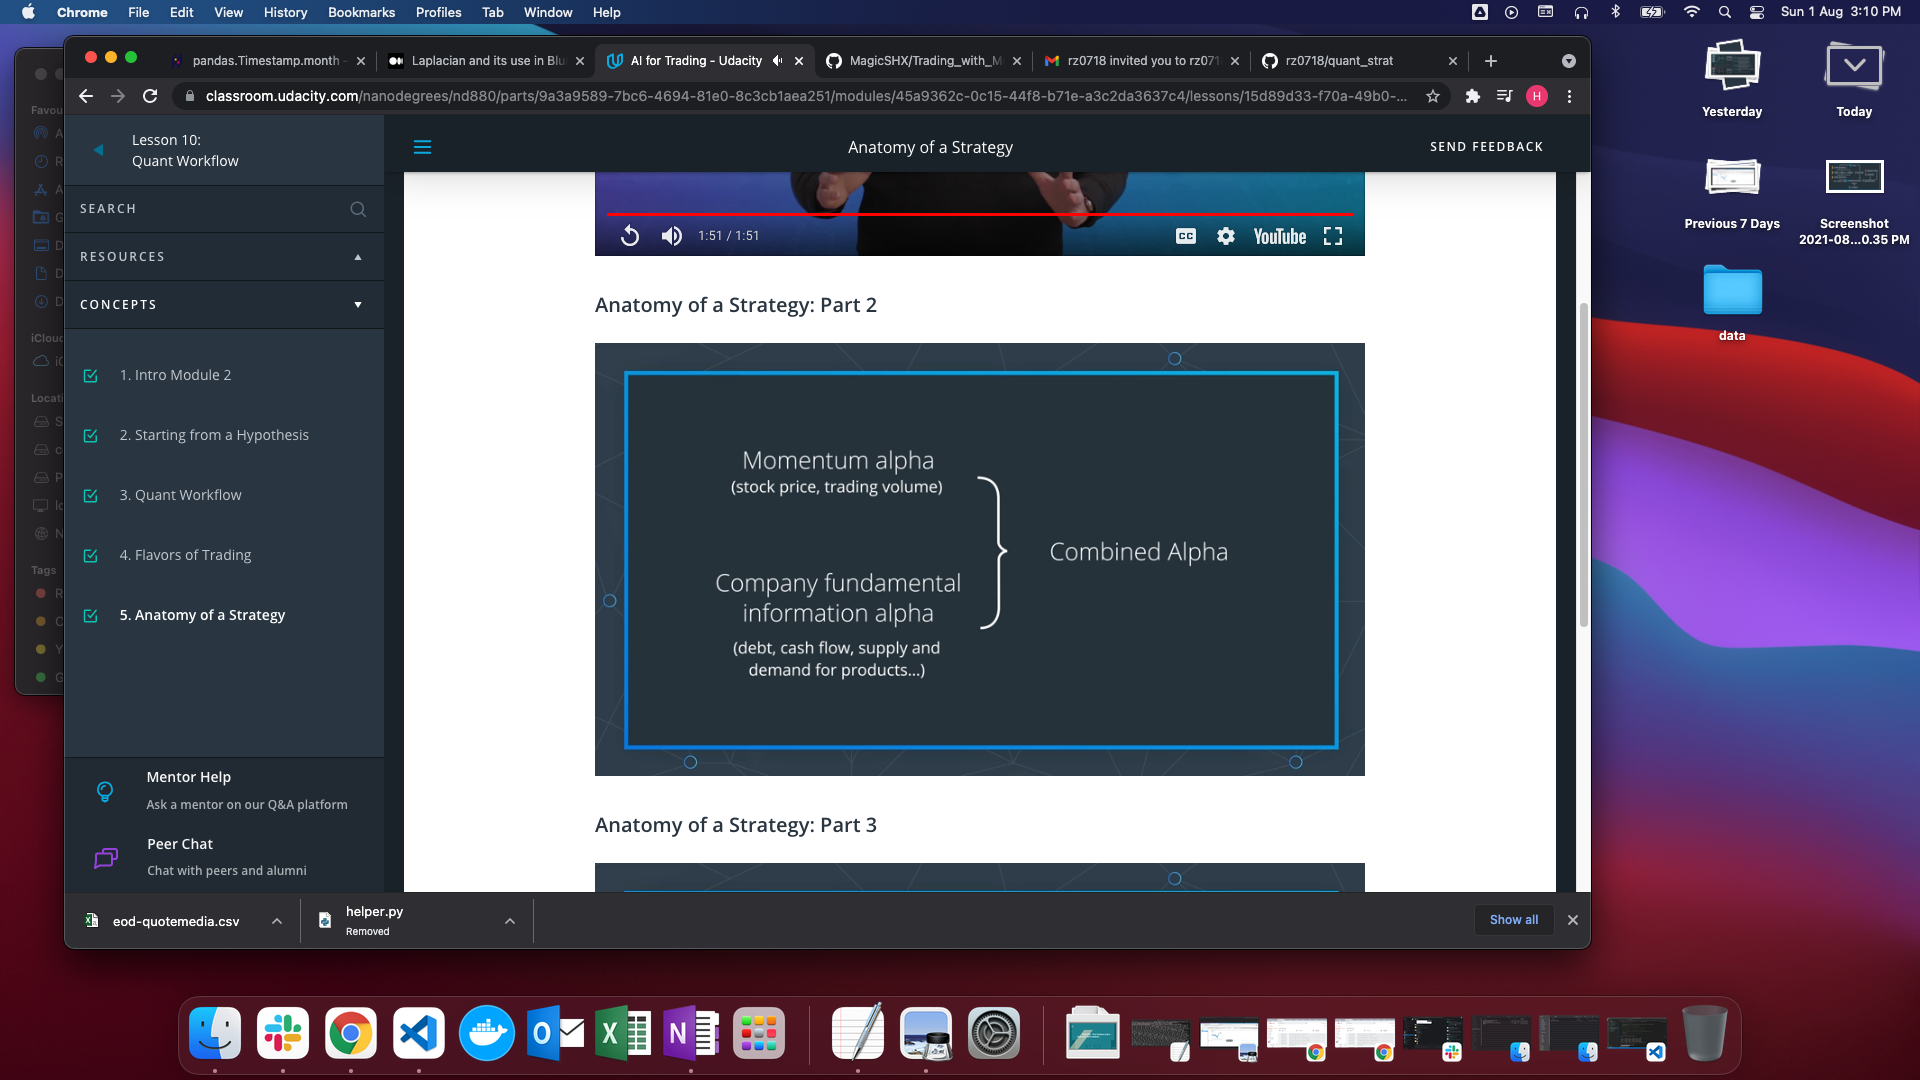 Chrome File Edit View History Bookmarks Profiles Tab Window Help
Sun 1 Aug 3:10 PM
pandas.Timestamp.month
Laplacian and its use in Blu
AI for Trading - Udacity
MagicSHX/Trading_with_M
rz0718 invited you to rz071
rz0718/quant_strat
classroom.udacity.com/nanodegrees/nd880/parts/9a3a9589-7bc6-4694-81e0-8c3cb1aea251/modules/45a9362c-0c15-44f8-b71e-a3c2da3637c4/lessons/15d89d33-f70a-49b0-...
H
Favou
iCloud
Locati
Tags
Lesson 10:
Quant Workflow
SEARCH
RESOURCES
CONCEPTS
1. Intro Module 2
2. Starting from a Hypothesis
3. Quant Workflow
4. Flavors of Trading
5. Anatomy of a Strategy
Mentor Help
Ask a mentor on our Q&A platform
Peer Chat
Chat with peers and alumni
Anatomy of a Strategy
SEND FEEDBACK
1:51 / 1:51
CC
YouTube
Anatomy of a Strategy: Part 2
Momentum alpha
(stock price, trading volume)
Company fundamental
information alpha
(debt, cash flow, supply and
demand for products...)
Combined Alpha
Anatomy of a Strategy: Part 3
eod-quotemedia.csv
helper.py
Removed
Show all
Yesterday
Today
Previous 7 Days
Screenshot
2021-08...0.35 PM
data